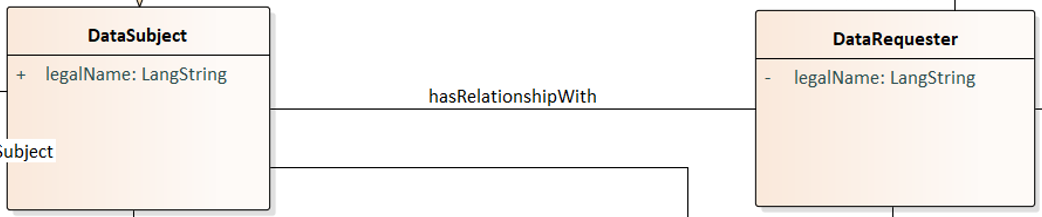 DataSubject
+ legalName: LangString
hasRelationshipWith
DataRequester
- legalName: LangString
Subject